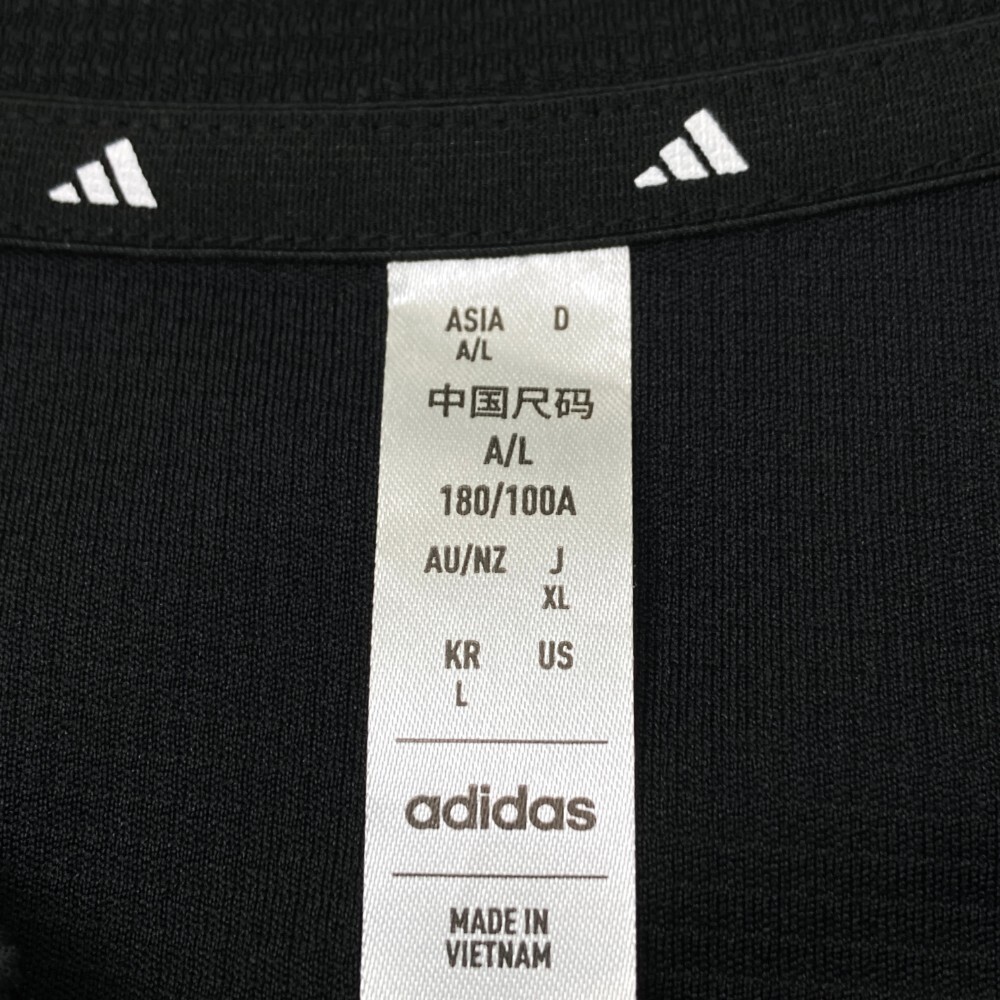 ASIA D
A/L
中国尺码
A/L
180/100A
AU/NZ J
XL
KR US
L
adidas
MADE IN
VIETNAM